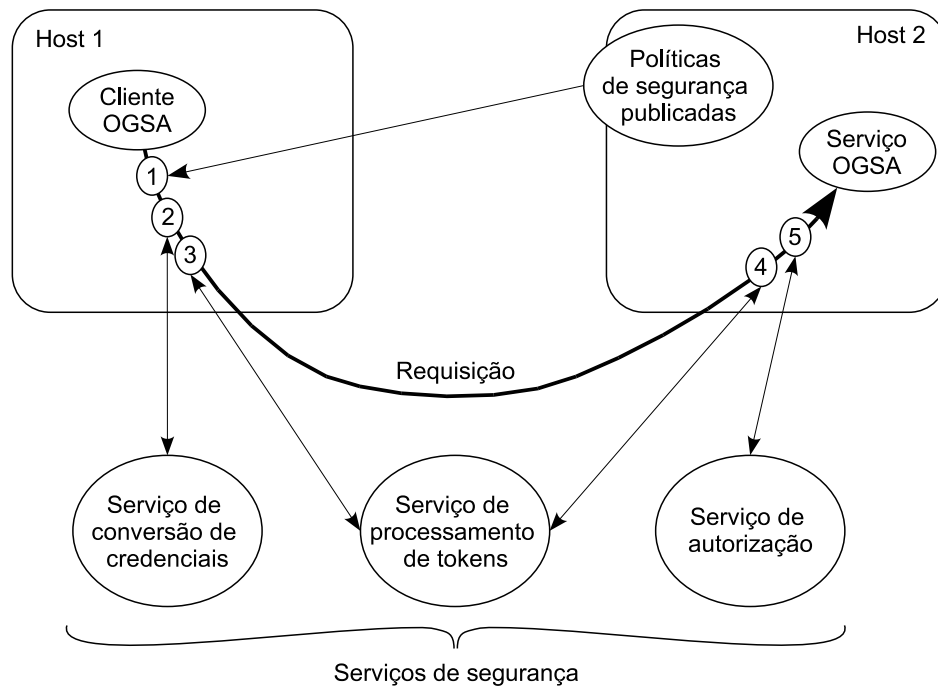 Host 1
Host 2
Cliente
OGSA
Políticas
de segurança
publicadas
Serviço
OGSA
1
2
3
4
5
Requisição
Serviço de
conversão de
credenciais
Serviço de
processamento
de tokens
Serviço de
autorização
Serviços de segurança